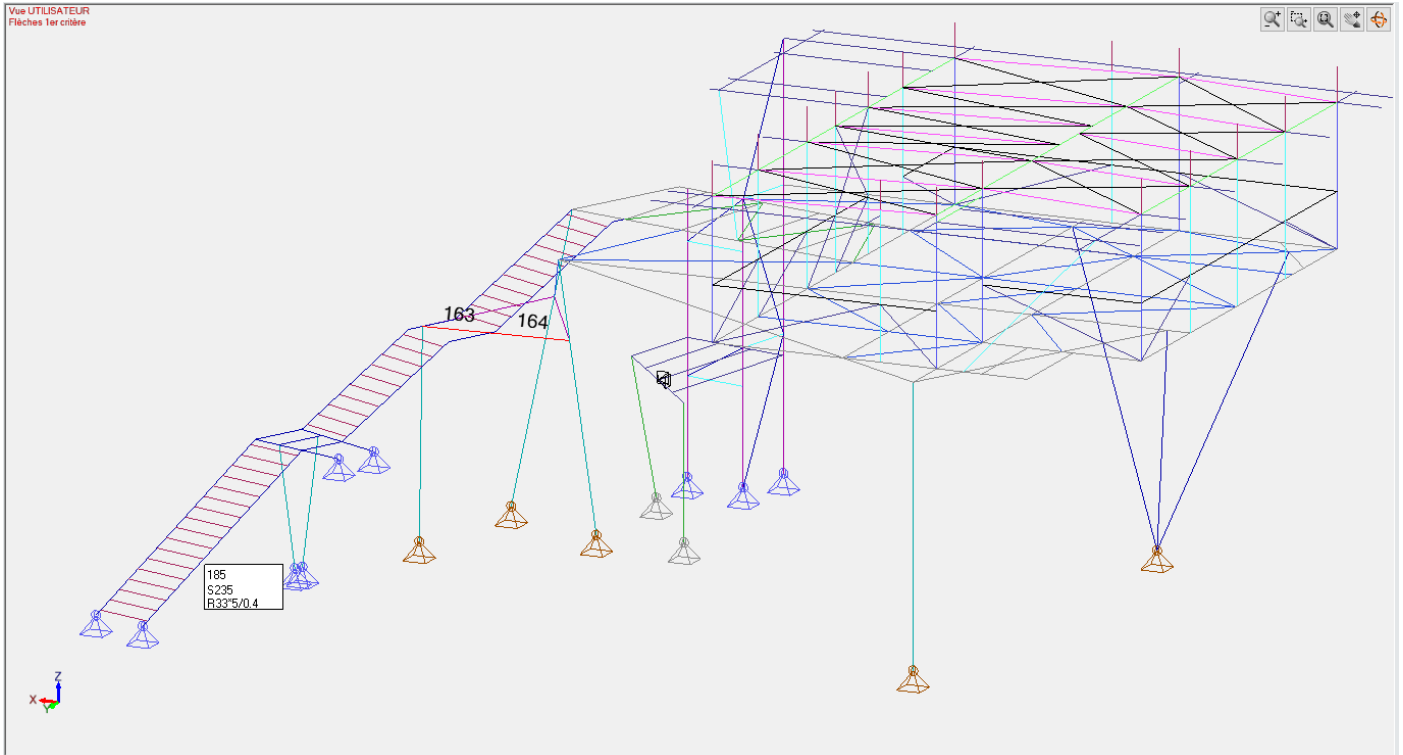 Vue UTILISATEUR
Flèches 1er critère
163
164
185
S235
R33"5/0.4
Z
X
Y